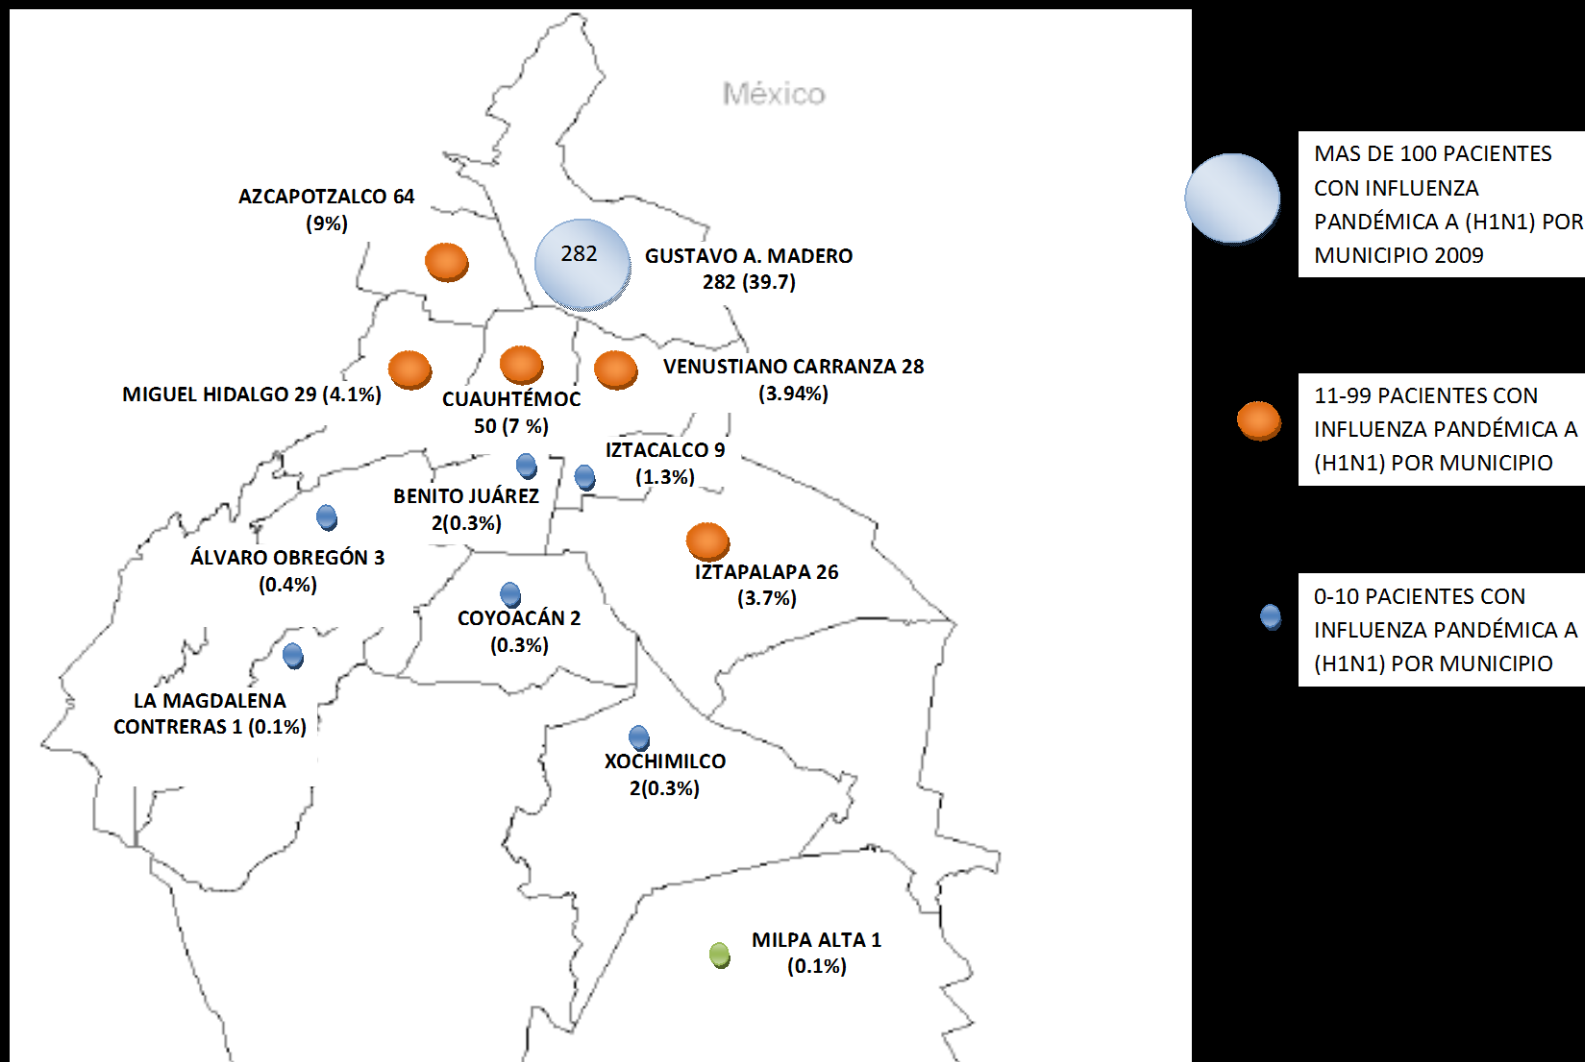 México
AZCAPOTZALCO 64
(9%)
282
GUSTAVO A. MADERO
282 (39.7)
MIGUEL HIDALGO 29 (4.1%)
CUAUHTÉMOC
50 (7 %)
VENUSTIANO CARRANZA 28
(3.94%)
IZTACALCO 9
(1.3%)
BENITO JUÁREZ
2(0.3%)
ÁLVARO OBREGÓN 3
(0.4%)
IZTAPALAPA 26
(3.7%)
COYOACÁN 2
(0.3%)
LA MAGDALENA
CONTRERAS 1 (0.1%)
XOCHIMILCO
2(0.3%)
MILPA ALTA 1
(0.1%)
MAS DE 100 PACIENTES
CON INFLUENZA
PANDÉMICA A (H1N1) POR
MUNICIPIO 2009
11-99 PACIENTES CON
INFLUENZA PANDÉMICA A
(H1N1) POR MUNICIPIO
0-10 PACIENTES CON
INFLUENZA PANDÉMICA A
(H1N1) POR MUNICIPIO